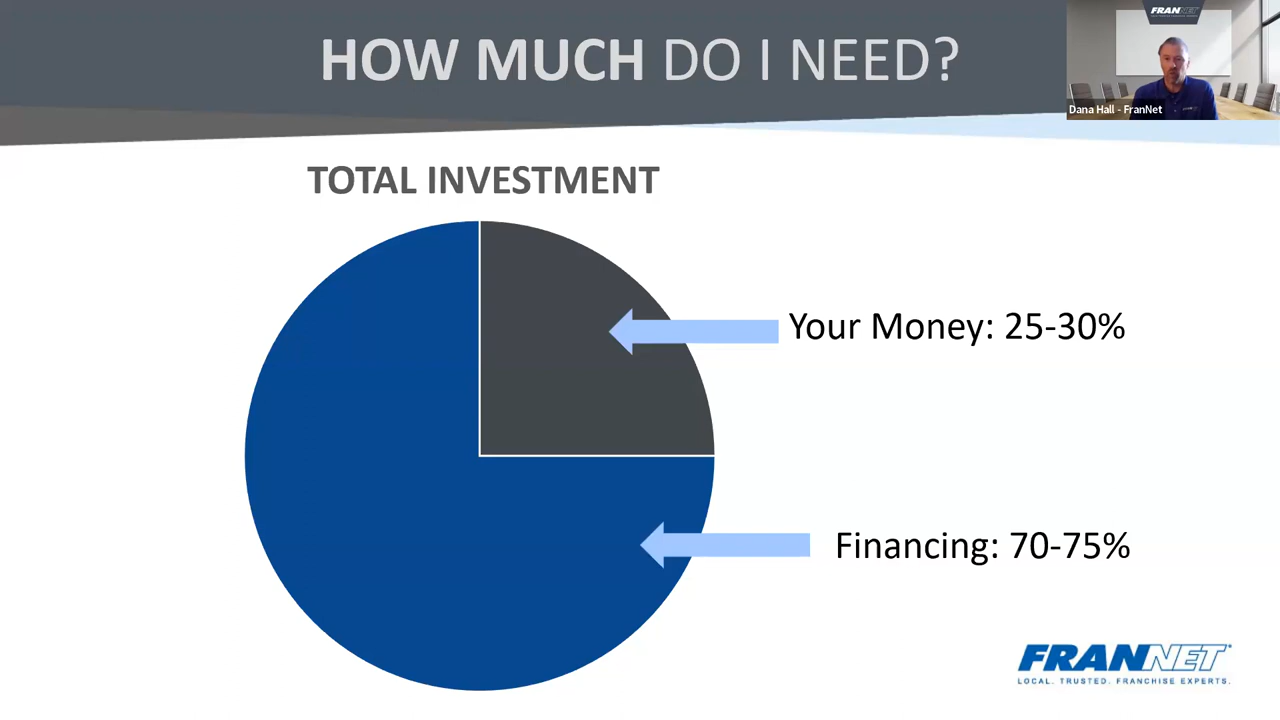 HOW MUCH DO I NEED?
FRANNET
Dana Hall - FranNet
TOTAL INVESTMENT
Your Money: 25-30%
Financing: 70-75%
FRANNET
LOCAL. TRUSTED. FRANCHISE EXPERTS.